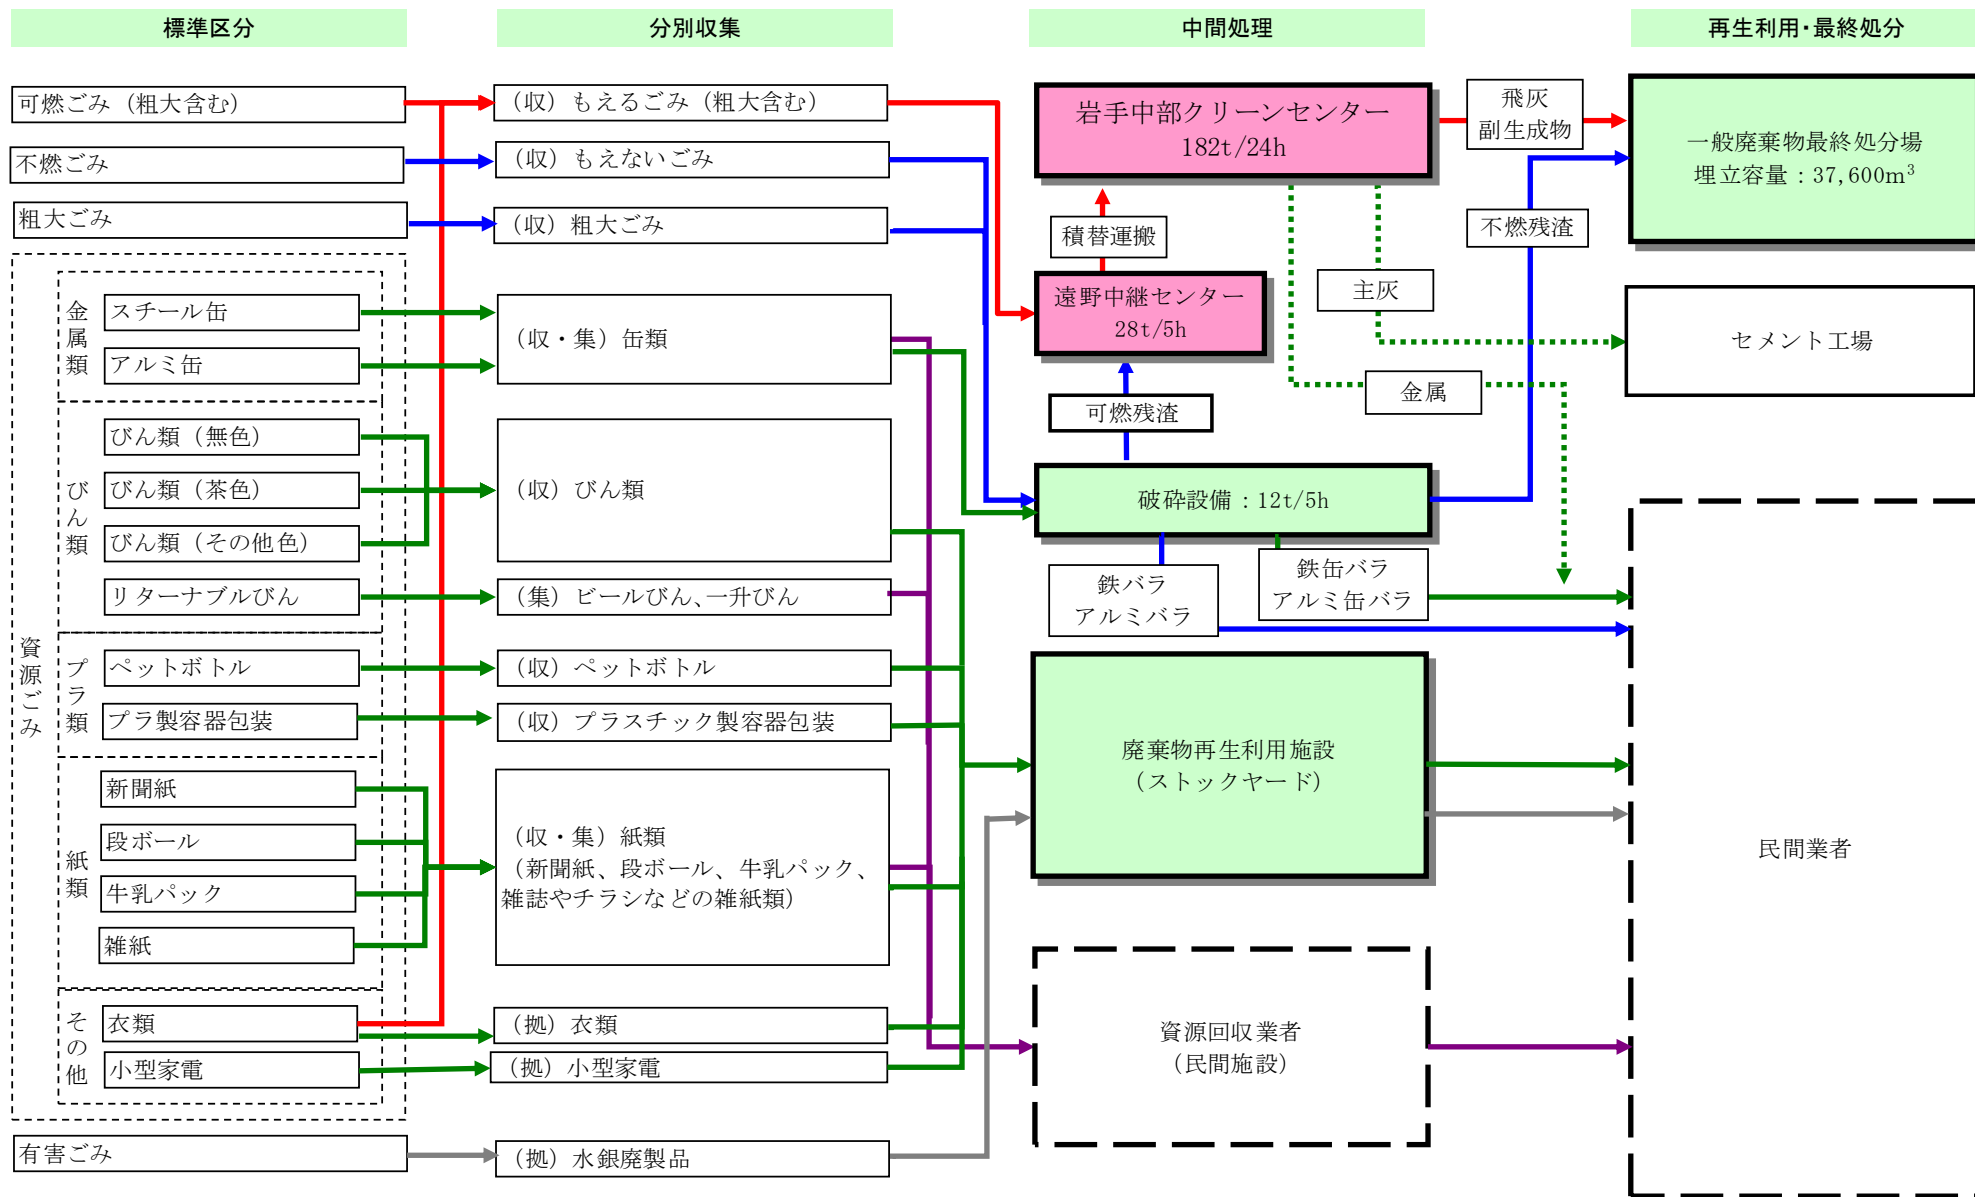 標準区分
分別収集
中間処理
再生利用・最終処分
可燃ごみ（粗大含む）
不燃ごみ
粗大ごみ
資源ごみ
金属類
スチール缶
アルミ缶
びん類
びん類（無色）
びん類（茶色）
びん類（その他色）
リターナブルびん
プラ類
ペットボトル
プラ製容器包装
紙類
新聞紙
段ボール
牛乳パック
雑紙
その他
衣類
小型家電
有害ごみ
（収）もえるごみ（粗大含む）
（収）もえないごみ
（収）粗大ごみ
（収・集）缶類
（収）びん類
（集）ビールびん、一升びん
（収）ペットボトル
（収）プラスチック製容器包装
（収・集）紙類
（新聞紙、段ボール、牛乳パック、
雑誌やチラシなどの雑紙類）
（拠）衣類
（拠）小型家電
（拠）水銀廃製品
岩手中部クリーンセンター
182t/24h
積替運搬
遠野中継センター
28t/5h
可燃残渣
破砕設備：12t/5h
鉄バラ
アルミバラ
鉄缶バラ
アルミ缶バラ
廃棄物再生利用施設
（ストックヤード）
資源回収業者
（民間施設）
飛灰
副生成物
不燃残渣
主灰
金属
一般廃棄物最終処分場
埋立容量：37,600m³
セメント工場
民間業者